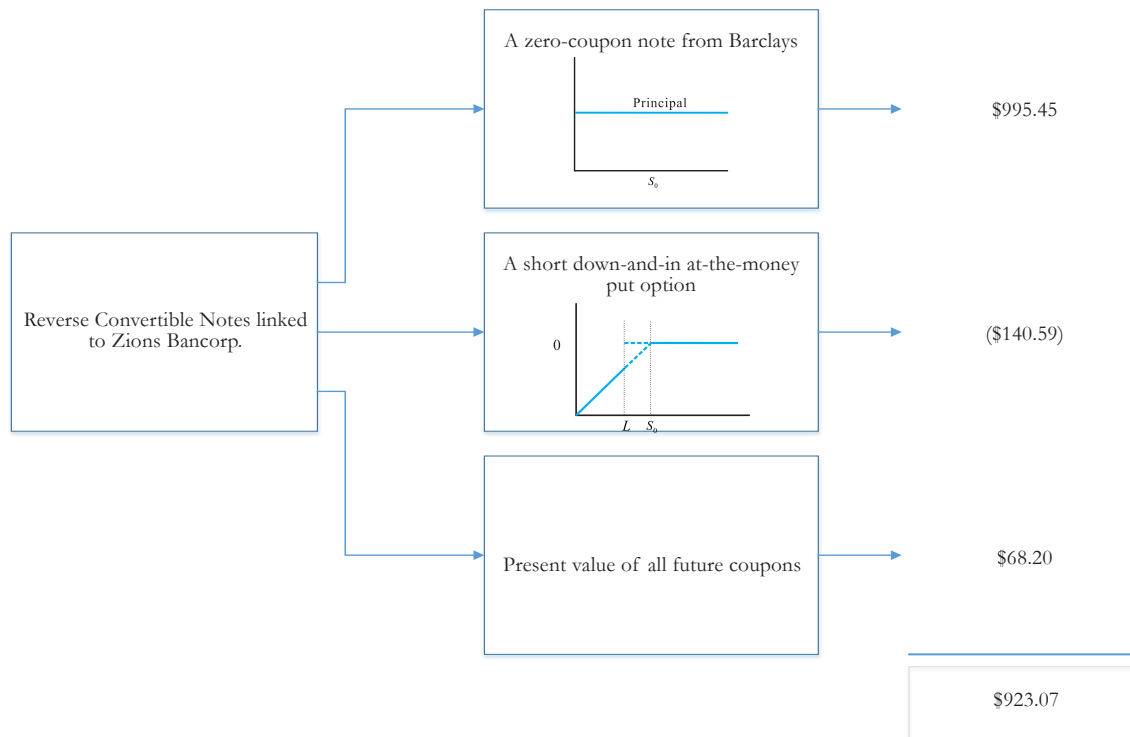 A zero-coupon note from Barclays
Principal
S₀
$995.45
Reverse Convertible Notes linked
to Zions Bancorp.
A short down-and-in at-the-money
put option
0
L S₀
($140.59)
Present value of all future coupons
$68.20
$923.07